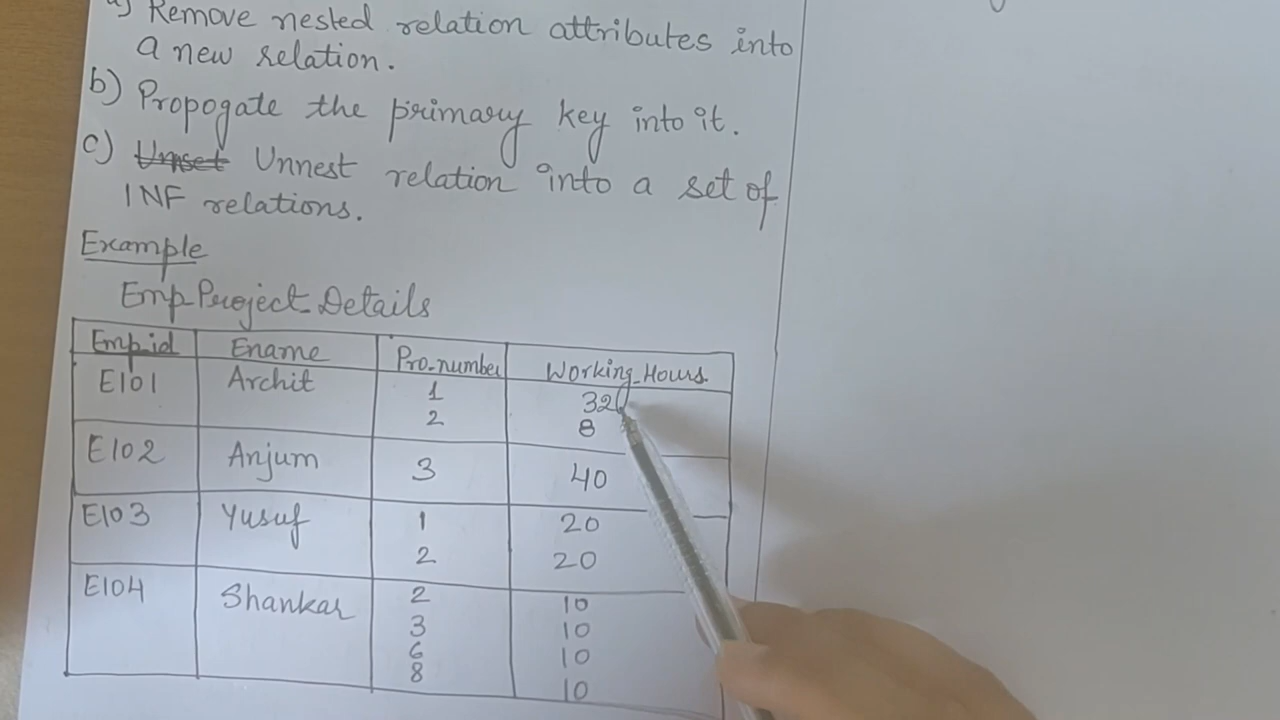 a) Remove nested relation attributes into
a new relation.
b) Propogate the primary key into it.
c) Unnest relation into a set of
1NF relations.
Example
Emp_Project_Details
Emp_id Ename Pro_number Working_Hours
E101 Archit 1 32
2 8
E102 Anjum 3 40
E103 Yusuf 1 20
2 20
E104 Shankar 2 10
3 10
6 10
8 10